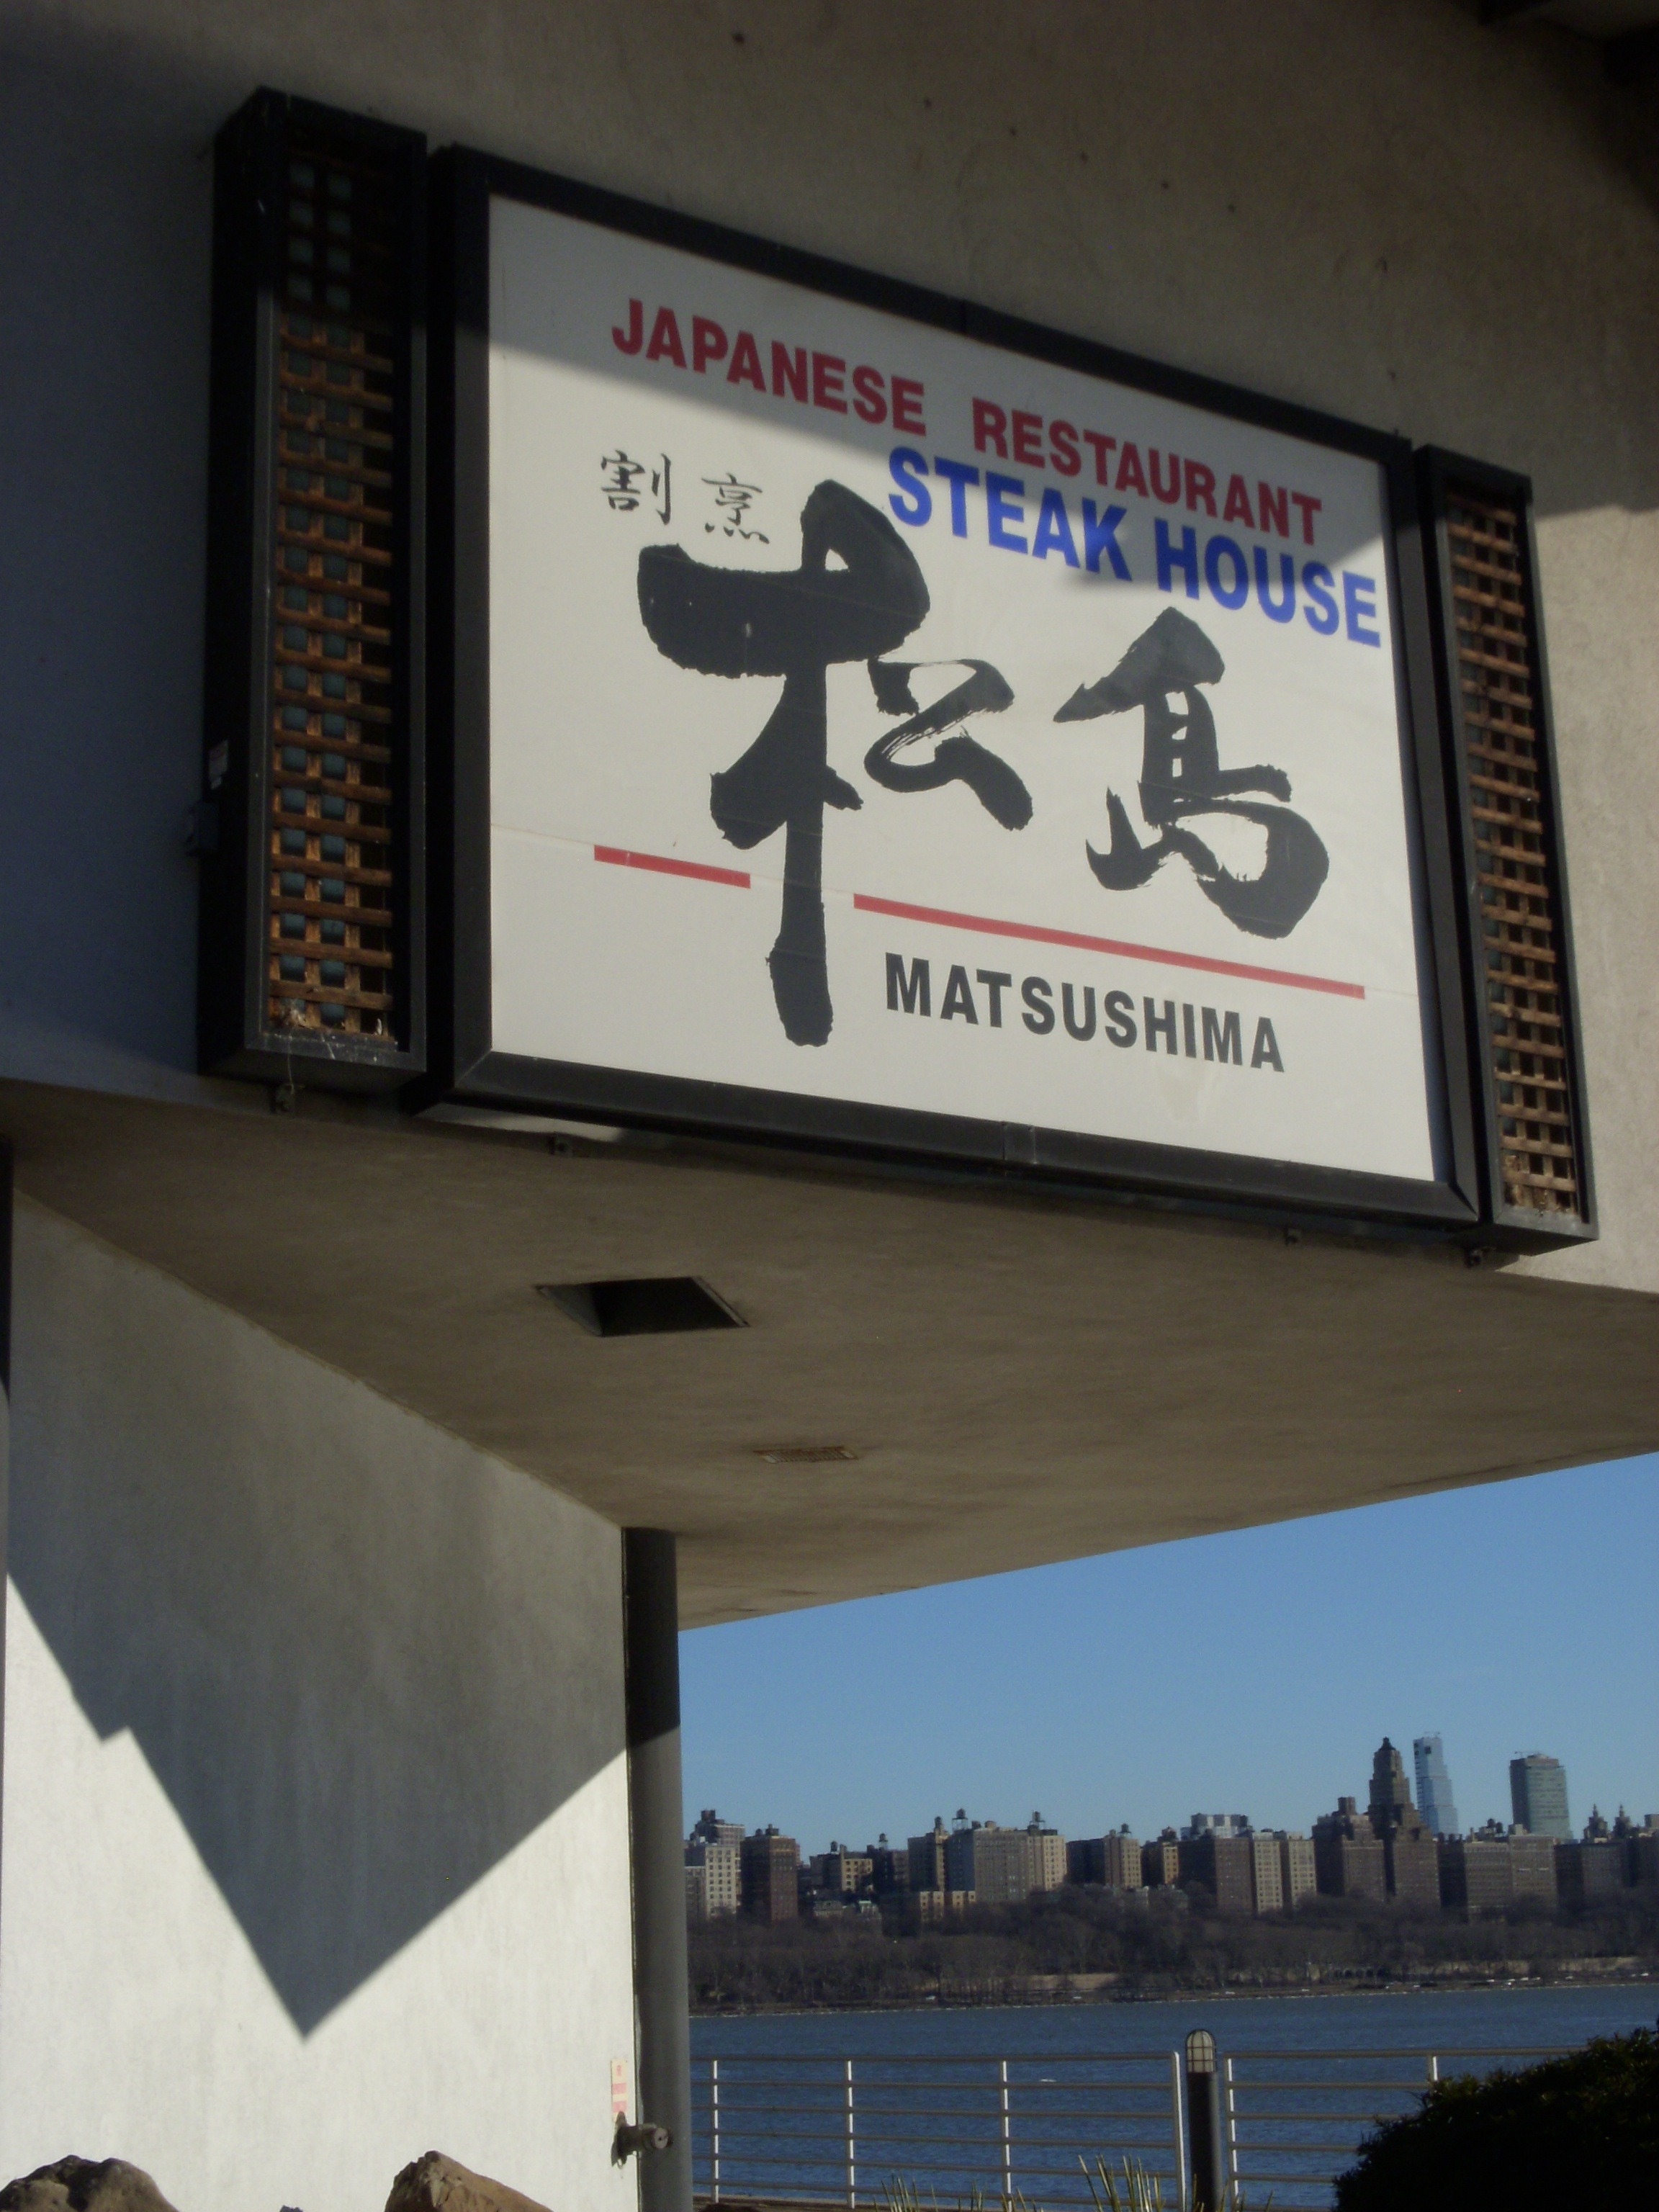 JAPANESE RESTAURANT
STEAK HOUSE
割烹
松島
MATSUSHIMA